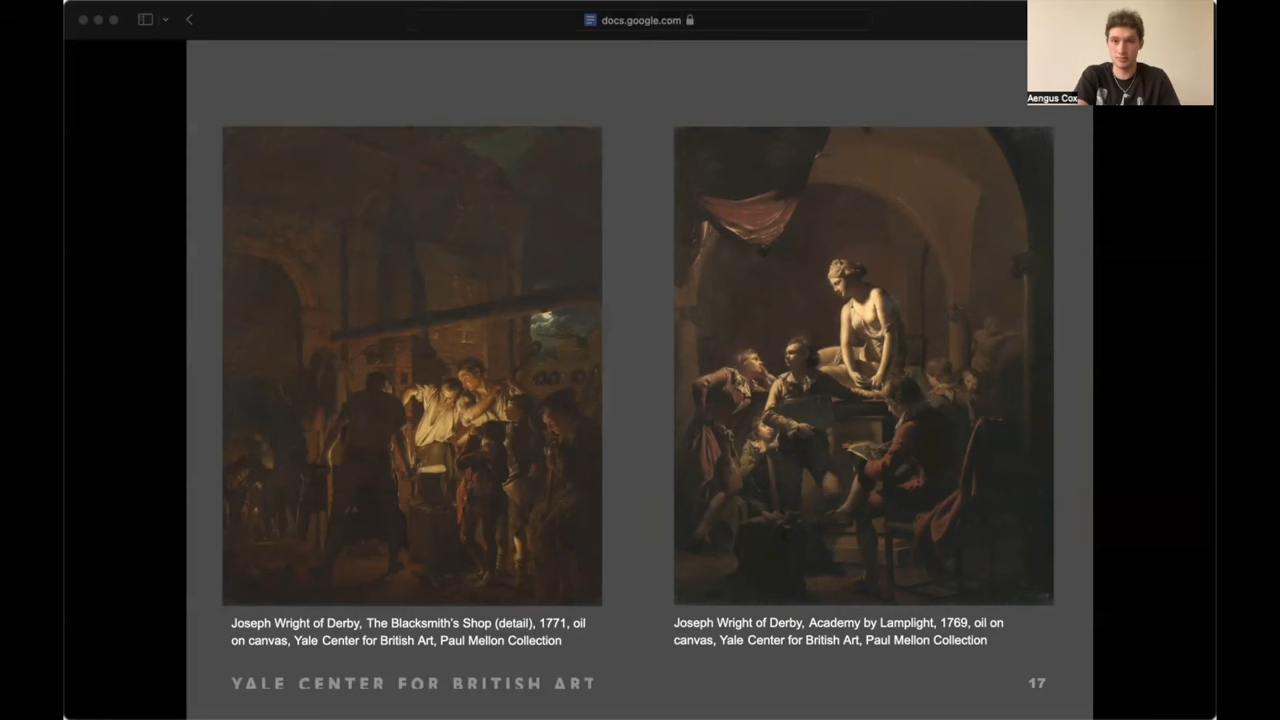 docs.google.com
Aengus Cox
Joseph Wright of Derby, The Blacksmith's Shop (detail), 1771, oil
on canvas, Yale Center for British Art, Paul Mellon Collection
Joseph Wright of Derby, Academy by Lamplight, 1769, oil on
canvas, Yale Center for British Art, Paul Mellon Collection
YALE CENTER FOR BRITISH ART
17